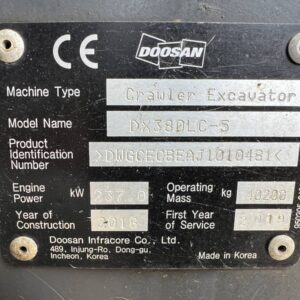 CE
DOOSAN
Machine Type Crawler Excavator
Model Name DX380LC-5
Product Identification Number >DWGCECBEAJ1010481<
Engine Power kW 237.0 Operating Mass kg 40200
Year of Construction 2018 First Year of Service 2019
Doosan Infracore Co., Ltd.
489, Injung-Ro, Dong-gu,
Incheon, Korea Made in Korea